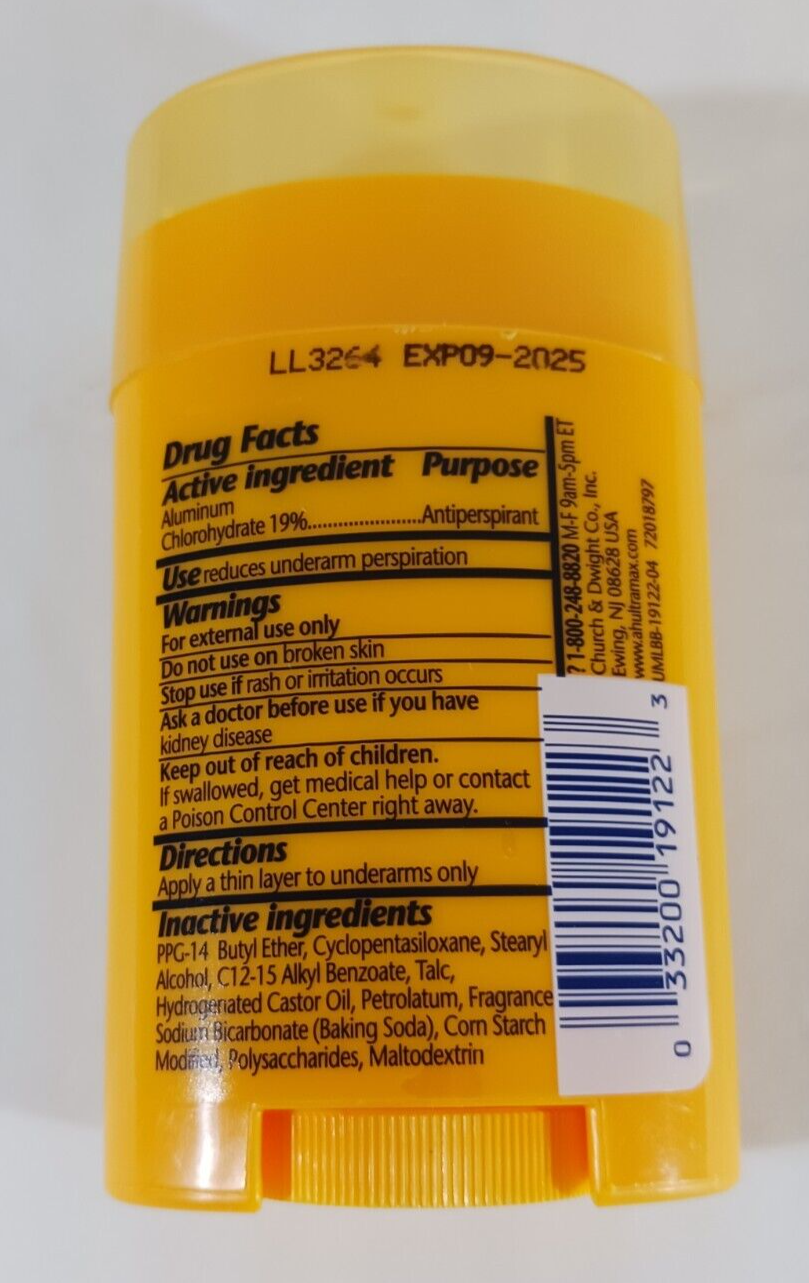 LL3264 EXP09-2025
Drug Facts
Active ingredient Purpose
Aluminum
Chlorohydrate 19%......................Antiperspirant
Use reduces underarm perspiration
Warnings
For external use only
Do not use on broken skin
Stop use if rash or irritation occurs
Ask a doctor before use if you have
kidney disease
Keep out of reach of children.
If swallowed, get medical help or contact
a Poison Control Center right away.
Directions
Apply a thin layer to underarms only
Inactive ingredients
PPG-14 Butyl Ether, Cyclopentasiloxane, Stearyl
Alcohol, C12-15 Alkyl Benzoate, Talc,
Hydrogenated Castor Oil, Petrolatum, Fragrance
Sodium Bicarbonate (Baking Soda), Corn Starch
Modified, Polysaccharides, Maltodextrin
? 1-800-248-8820 M-F 9am-5pm ET
Church & Dwight Co., Inc.
Ewing, NJ 08628 USA
www.ahultramax.com
UMLBB-19122-04 72018797
0 33200 19122 3